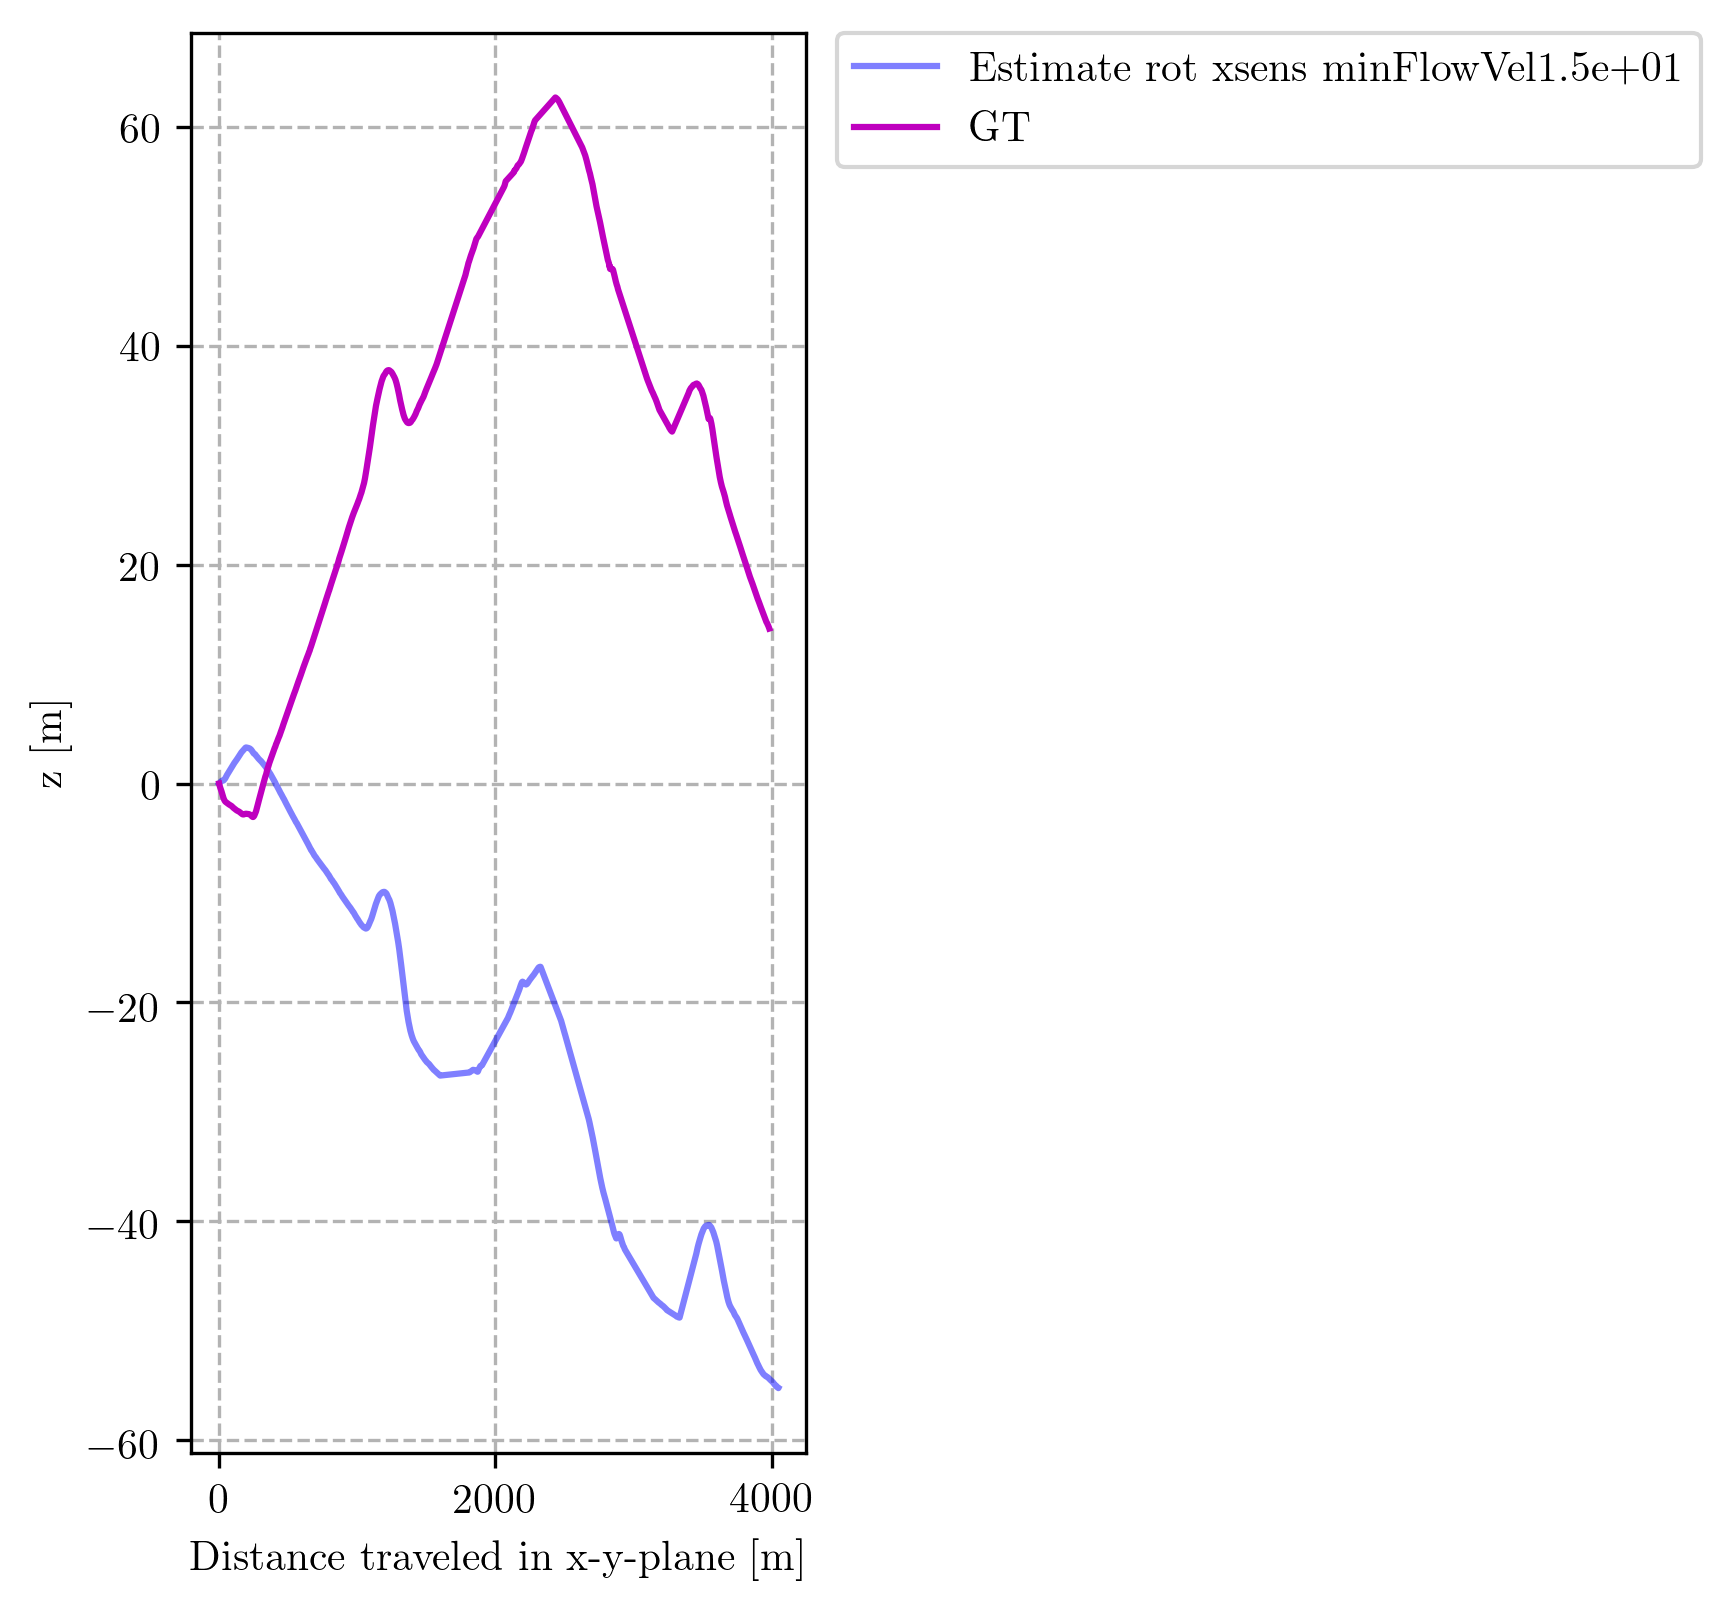 Estimate rot xsens minFlowVel1.5e+01
GT
60
40
20
0
−20
−40
−60
z [m]
0 2000 4000
Distance traveled in x-y-plane [m]